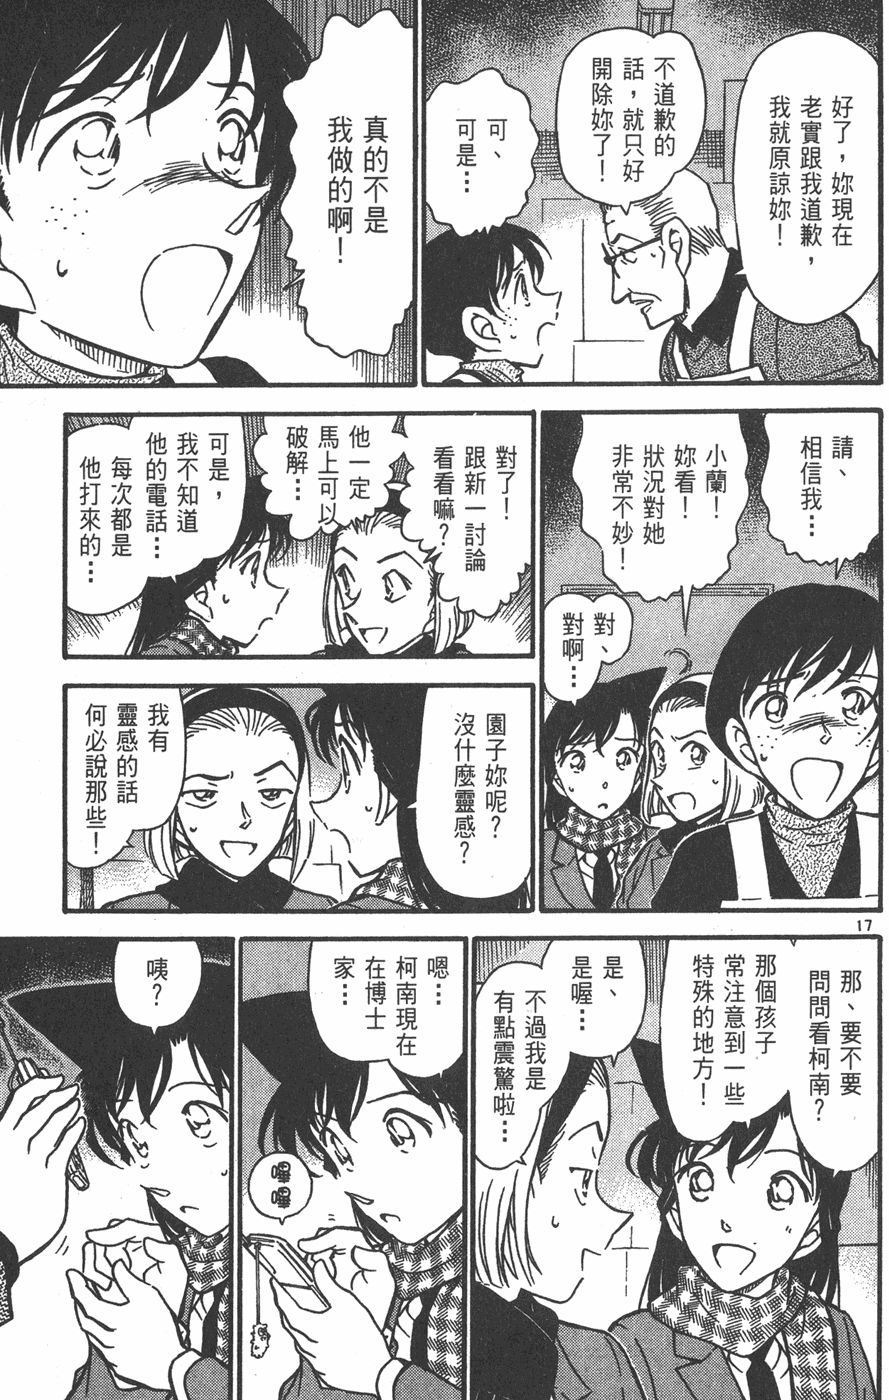 好了，妳現在
老實跟我道歉，
我就原諒妳！
不道歉的
話，就只好
開除妳了！
可、
可是…
真的不是
我做的啊！
請、
相信我…
小蘭！
妳看！
狀況對她
非常不妙！
對、
對啊…
對了！
跟新一討論
看看嘛？
他一定
馬上可以
破解…
可是，
我不知道
他的電話…
每次都是
他打來的…
園子妳呢？
沒什麼靈感？
我有
靈感的話
何必說那些！
17
那、要不要
問問看柯南？
那個孩子
常注意到一些
特殊的地方！
是、
是喔…
不過我是
有點震驚啦…
嗯…
柯南現在
在博士
家…
嗶
嗶
咦？